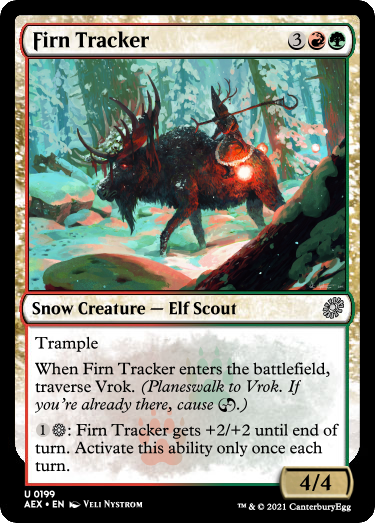 Firn Tracker 3
Snow Creature — Elf Scout
Trample
When Firn Tracker enters the battlefield,
traverse Vrok. (Planeswalk to Vrok. If
you're already there, cause .)
1 : Firn Tracker gets +2/+2 until end of
turn. Activate this ability only once each
turn.
4/4
U 0199
AEX • EN VELI NYSTROM
™ & © 2021 CanterburyEgg